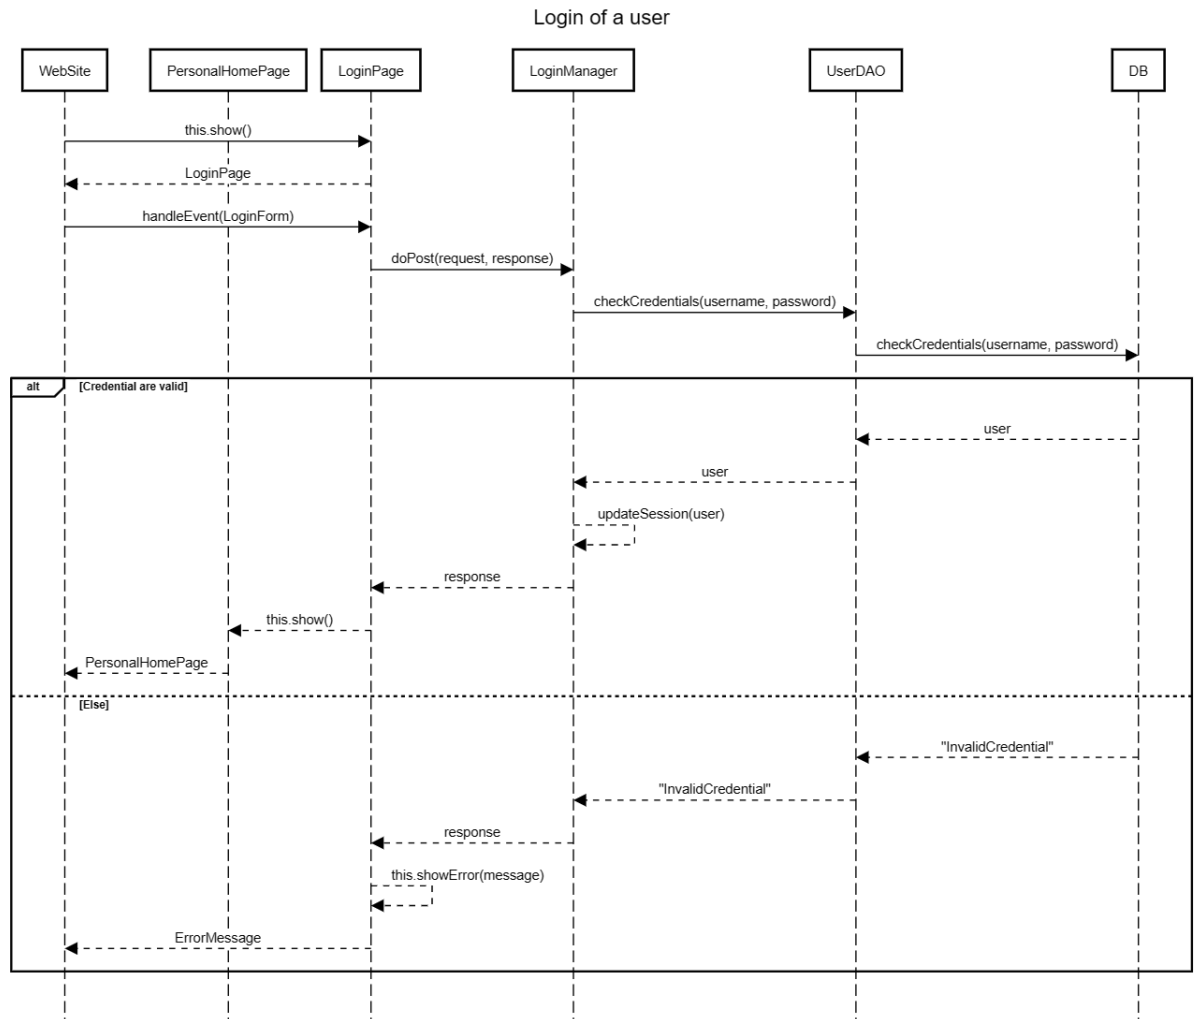 Login of a user
WebSite
PersonalHomePage
LoginPage
LoginManager
UserDAO
DB
this.show()
LoginPage
handleEvent(LoginForm)
doPost(request, response)
checkCredentials(username, password)
checkCredentials(username, password)
alt
[Credential are valid]
user
user
updateSession(user)
response
this.show()
PersonalHomePage
[Else]
"InvalidCredential"
"InvalidCredential"
response
this.showError(message)
ErrorMessage